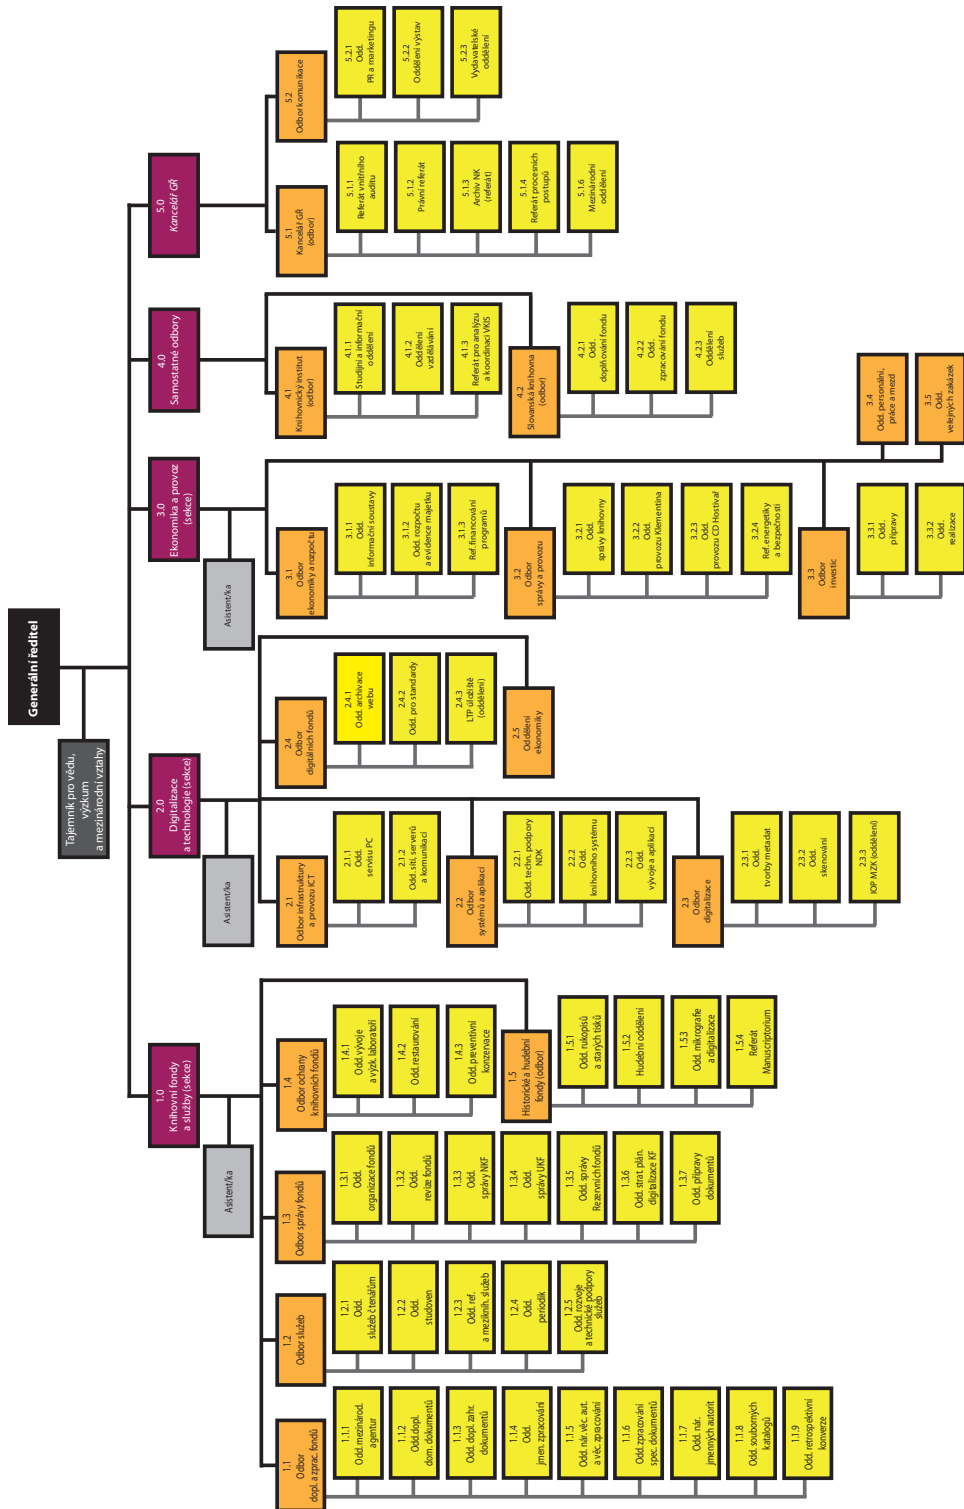 Generální ředitel
Tajemník pro vědu,
výzkum
a mezinárodní vztahy
1.0
Knihovní fondy
a služby (sekce)
Asistent/ka
1.1
Odbor
dopl. a zprac. fondů
1.1.1
Odd. mezinárod.
agentur
1.1.2
Odd.dopl.
dom. dokumentů
1.1.3
Odd. dopl. zahr.
dokumentů
1.1.4
Odd.
jmen. zpracování
1.1.5
Odd. nár. věc. aut.
a věc. zpracování
1.1.6
Odd. zpracování
spec. dokumentů
1.1.7
Odd. nár.
jmenných autorit
1.1.8
Odd. souborných
katalogů
1.1.9
Odd. retrospektivní
konverze
1.2
Odbor služeb
1.2.1
Odd.
služeb čtenářům
1.2.2
Odd.
studoven
1.2.3
Odd. ref.
a meziknih. služeb
1.2.4
Odd.
periodik
1.2.5
Odd. rozvoje
a technické podpory
služeb
1.3
Odbor správy fondů
1.3.1
Odd.
organizace fondů
1.3.2
Odd.
revize fondů
1.3.3
Odd.
správy NKF
1.3.4
Odd.
správy UKF
1.3.5
Odd. správy
Rezervních fondů
1.3.6
Odd. strat. plán.
digitalizace KF
1.3.7
Odd. přípravy
dokumentů
1.4
Odbor ochrany
knihovních fondů
1.4.1
Odd. vývoje
a výzk. laboratoří
1.4.2
Odd. restaurování
1.4.3
Odd. preventivní
konzervace
1.5
Historické a hudební
fondy (odbor)
1.5.1
Odd. rukopisů
a starých tisků
1.5.2
Hudební oddělení
1.5.3
Odd. mikrografie
a digitalizace
1.5.4
Referát
Manuscriptorium
2.0
Digitalizace
a technologie (sekce)
Asistent/ka
2.1
Odbor infrastruktury
a provozu ICT
2.1.1
Odd.
servisu PC
2.1.2
Odd. sítí, serverů
a komunikací
2.2
Odbor
systémů a aplikací
2.2.1
Odd. techn. podpory
NDK
2.2.2
Odd.
knihovního systému
2.2.3
Odd.
vývoje a aplikací
2.3
Odbor
digitalizace
2.3.1
Odd.
tvorby metadat
2.3.2
Odd.
skenování
2.3.3
IOP MZK (oddělení)
2.4
Odbor
digitálních fondů
2.4.1
Odd. archivace
webu
2.4.2
Odd. pro standardy
2.4.3
LTP úložiště
(oddělení)
2.5
Oddělení
ekonomiky
3.0
Ekonomika a provoz
(sekce)
Asistent/ka
3.1
Odbor
ekonomiky a rozpočtu
3.1.1
Odd.
informační soustavy
3.1.2
Odd. rozpočtu
a evidence majetku
3.1.3
Ref. financování
programů
3.2
Odbor
správy a provozu
3.2.1
Odd.
správy knihovny
3.2.2
Odd.
provozu Klementina
3.2.3
Odd.
provozu CD Hostivař
3.2.4
Ref. energetiky
a bezpečnosti
3.3
Odbor
investic
3.3.1
Odd.
přípravy
3.3.2
Odd.
realizace
3.4
Odd. personální,
práce a mezd
3.5
Odd.
veřejných zakázek
4.0
Samostatné odbory
4.1
Knihovnický institut
(odbor)
4.1.1
Studijní a informační
oddělení
4.1.2
Oddělení
vzdělávání
4.1.3
Referát pro analýzu
a koordinaci VKIS
4.2
Slovanská knihovna
(odbor)
4.2.1
Odd.
doplňování fondu
4.2.2
Odd.
zpracování fondu
4.2.3
Oddělení
služeb
5.0
Kancelář GŘ
5.1
Kancelář GŘ
(odbor)
5.1.1
Referát vnitřního
auditu
5.1.2
Právní referát
5.1.3
Archiv NK
(referát)
5.1.4
Referát procesních
postupů
5.1.6
Mezinárodní
oddělení
5.2
Odbor komunikace
5.2.1
Odd.
PR a marketingu
5.2.2
Oddělení výstav
5.2.3
Vydavatelské
oddělení